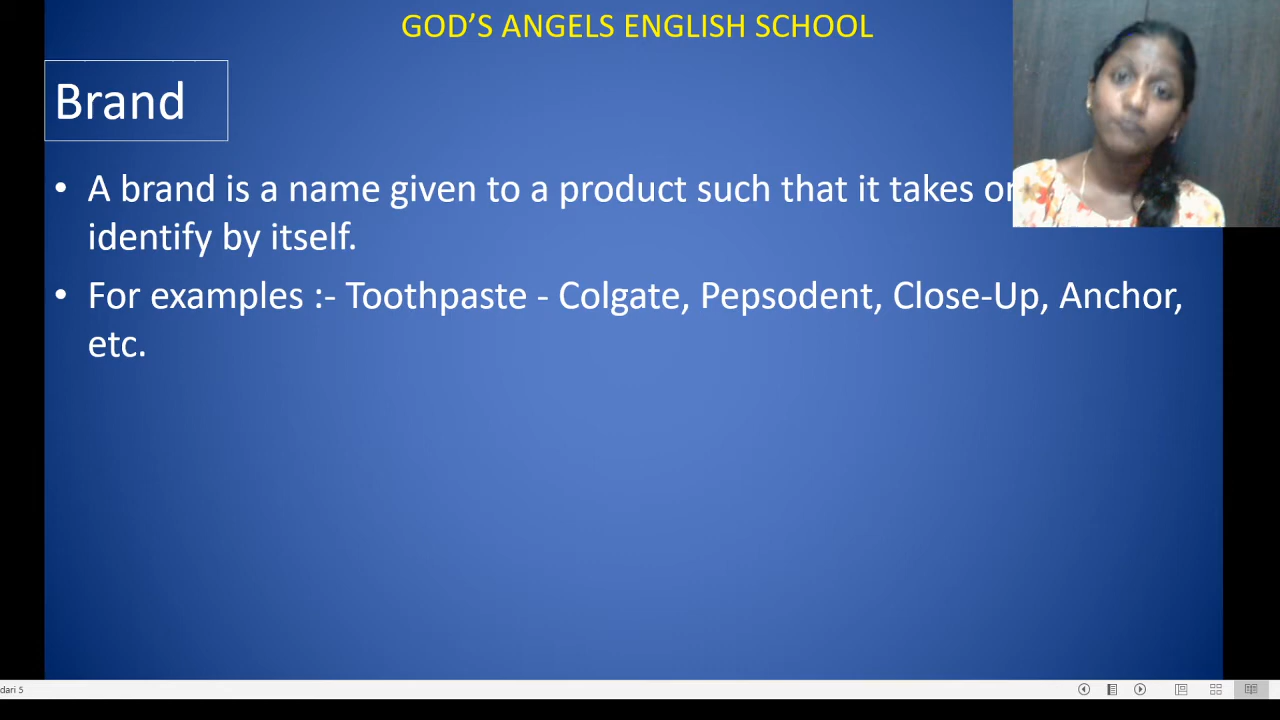 GOD’S ANGELS ENGLISH SCHOOL
Brand
• A brand is a name given to a product such that it takes
identify by itself.
• For examples :- Toothpaste - Colgate, Pepsodent, Close-Up, Anchor,
etc.
dari 5